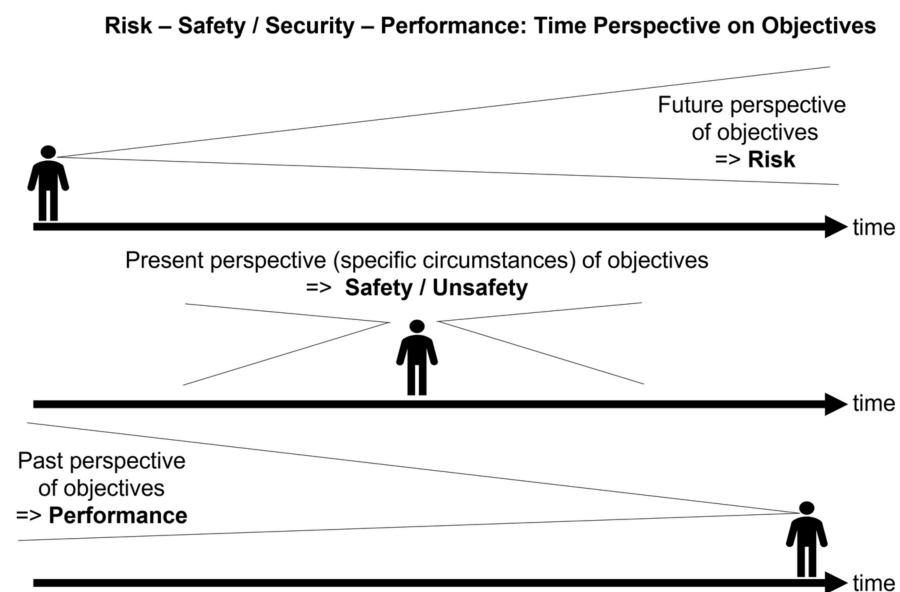 Risk – Safety / Security – Performance: Time Perspective on Objectives
Future perspective
of objectives
=> Risk
time
Present perspective (specific circumstances) of objectives
=> Safety / Unsafety
time
Past perspective
of objectives
=> Performance
time